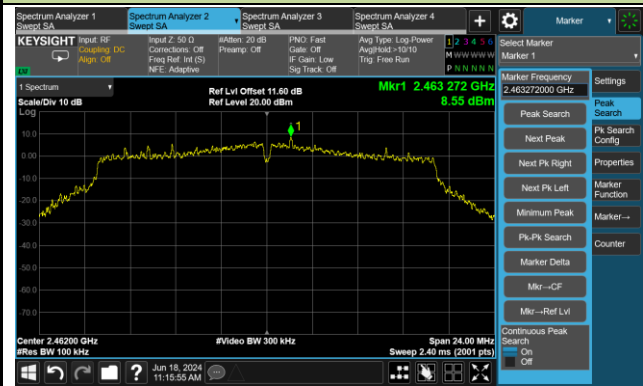 Spectrum Analyzer 1
Swept SA
Spectrum Analyzer 2
Swept SA
Spectrum Analyzer 3
Swept SA
Spectrum Analyzer 4
Swept SA
Marker
KEYSIGHT
Input: RF
Coupling: DC
Align: Off
Input Z: 50 Ω
Corrections: Off
Freq Ref: Int (S)
NFE: Adaptive
#Atten: 20 dB
Preamp: Off
PNO: Fast
Gate: Off
IF Gain: Low
Sig Track: Off
Avg Type: Log-Power
Avg|Hold:>10/10
Trig: Free Run
1 2 3 4 5 6
M W W W W W
P N N N N N
Select Marker
Marker 1
LXI
1 Spectrum
Scale/Div 10 dB
Log
Ref Lvl Offset 11.60 dB
Ref Level 20.00 dBm
Mkr1 2.463 272 GHz
8.55 dBm
1
10.0
0.00
-10.0
-20.0
-30.0
-40.0
-50.0
-60.0
-70.0
Center 2.46200 GHz
#Res BW 100 kHz
#Video BW 300 kHz
Span 24.00 MHz
Sweep 2.40 ms (2001 pts)
Marker Frequency
2.463272000 GHz
Peak Search
Next Peak
Next Pk Right
Next Pk Left
Minimum Peak
Pk-Pk Search
Marker Delta
Mkr→CF
Mkr→Ref Lvl
Continuous Peak
Search
On
Off
Settings
Peak
Search
Pk Search
Config
Properties
Marker
Function
Marker→
Counter
?
Jun 18, 2024
11:15:55 AM